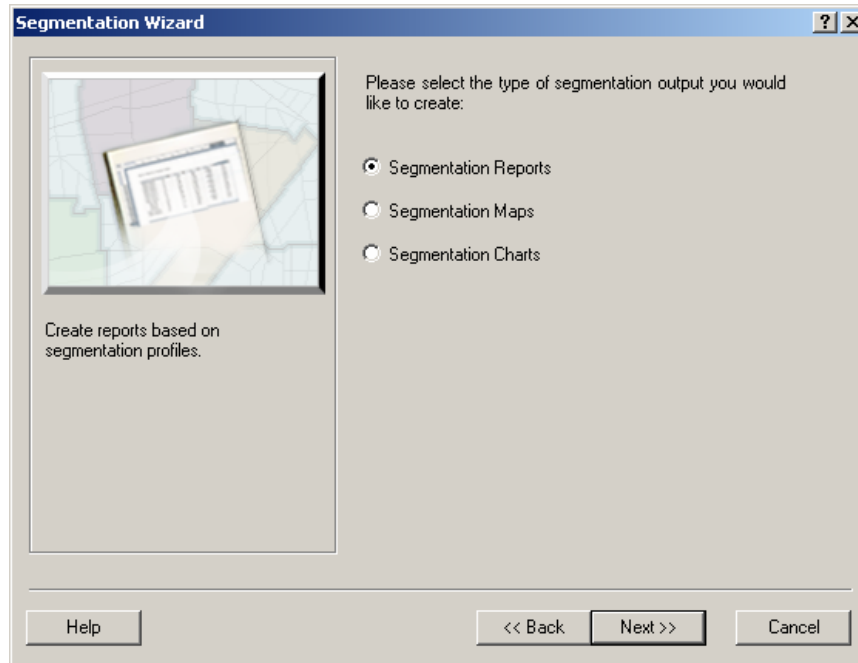 Segmentation Wizard
Please select the type of segmentation output you would
like to create:
Segmentation Reports
Segmentation Maps
Segmentation Charts
Create reports based on
segmentation profiles.
Help
<< Back
Next >>
Cancel